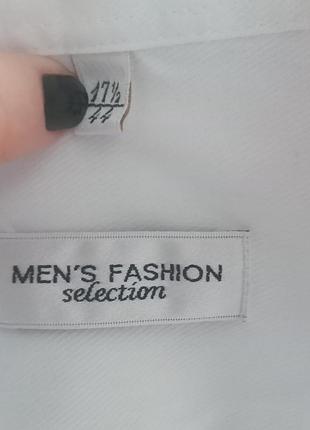 17½
44
MEN'S FASHION
selection